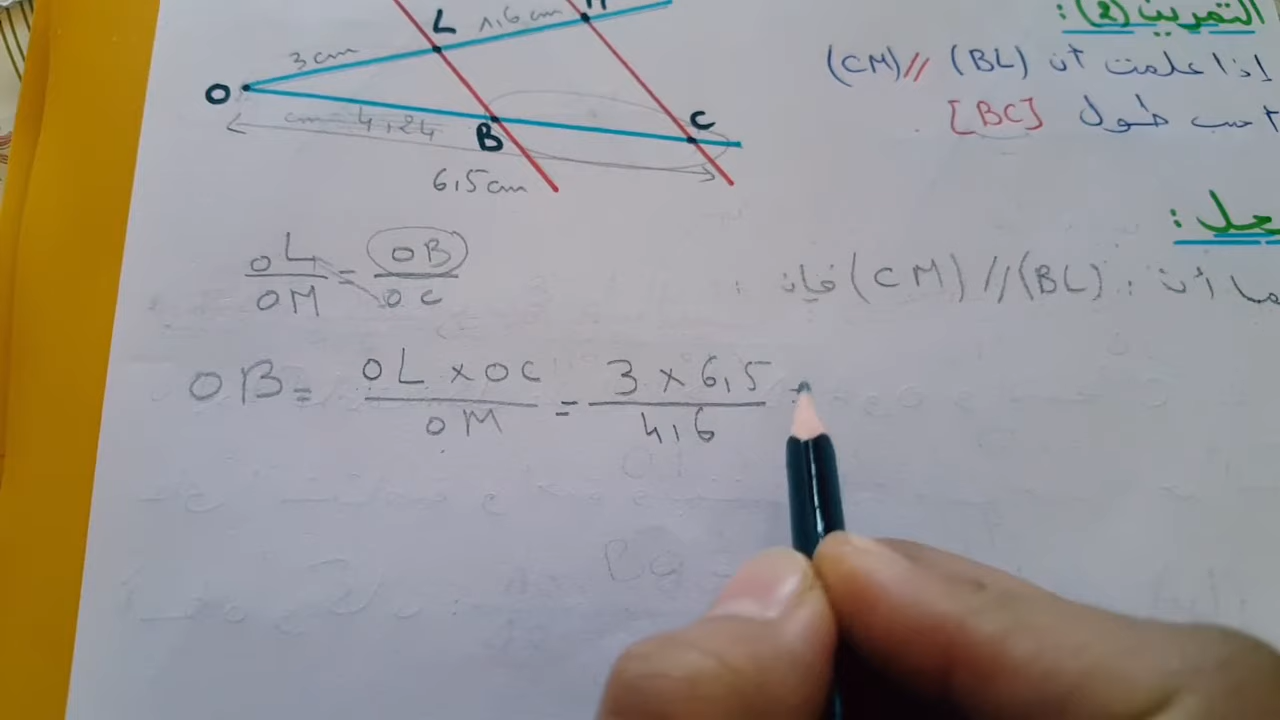 التمرين (2) :
إذا علمت أن (BL) // (CM)
احسب طول [BC]
L
1,6 cm
M
3 cm
O
cm 4,24
B
C
6,5 cm
الحل :
بما أن : (BL) // (CM) فإن :
OL/OM = OB/OC
OB = OL × OC / OM = 3 × 6,5 / 4,6